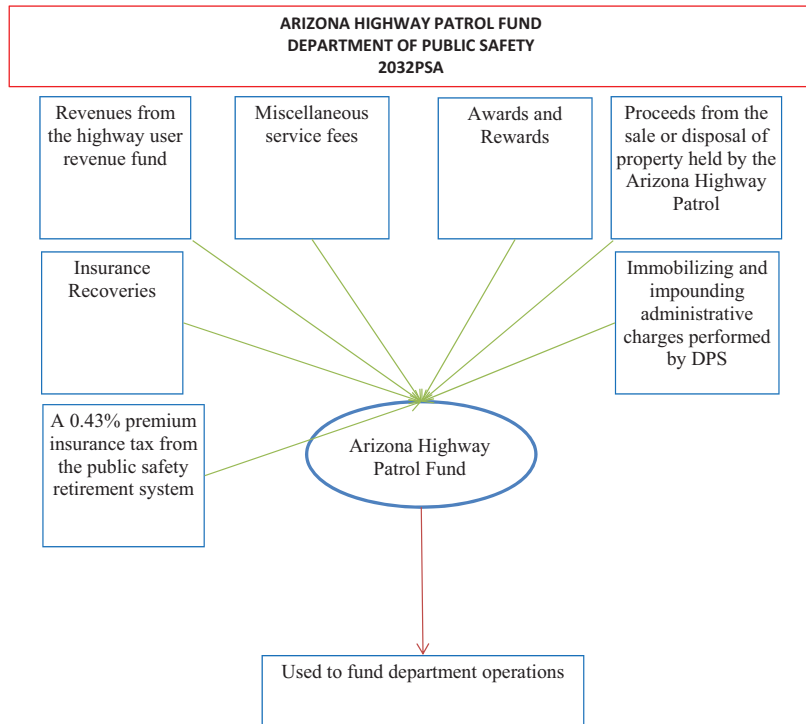 ARIZONA HIGHWAY PATROL FUND
DEPARTMENT OF PUBLIC SAFETY
2032PSA
Revenues from
the highway user
revenue fund
Miscellaneous
service fees
Awards and
Rewards
Proceeds from the
sale or disposal of
property held by the
Arizona Highway
Patrol
Insurance
Recoveries
Immobilizing and
impounding
administrative
charges performed
by DPS
A 0.43% premium
insurance tax from
the public safety
retirement system
Arizona Highway
Patrol Fund
Used to fund department operations